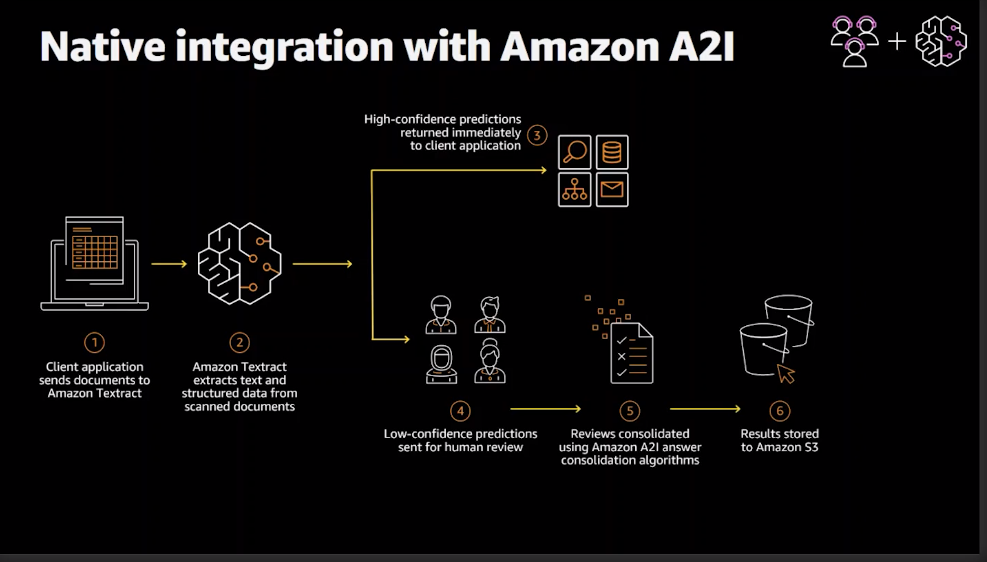 Native integration with Amazon A2I
High-confidence predictions
returned immediately
to client application
3
1
Client application
sends documents to
Amazon Textract
2
Amazon Textract
extracts text and
structured data from
scanned documents
4
Low-confidence predictions
sent for human review
5
Reviews consolidated
using Amazon A2I answer
consolidation algorithms
6
Results stored
to Amazon S3